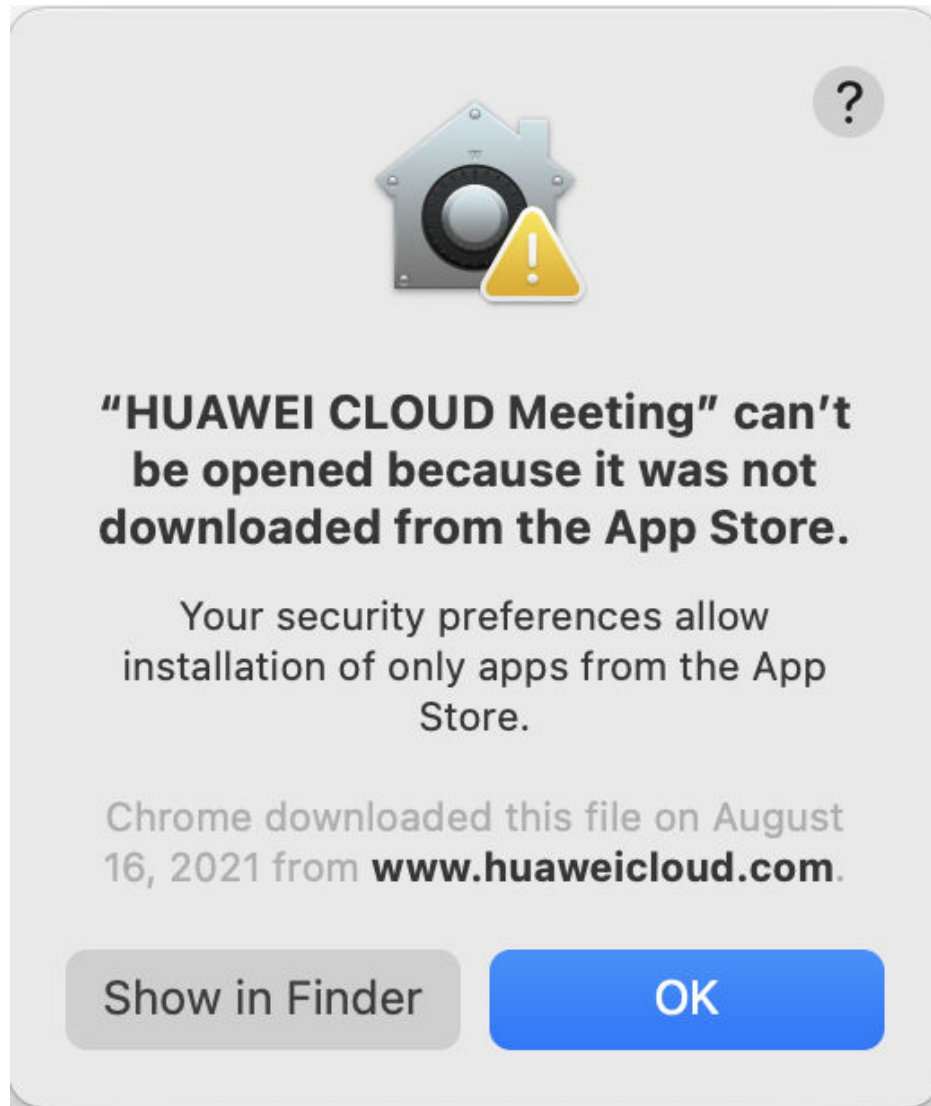 ?
“HUAWEI CLOUD Meeting” can’t
be opened because it was not
downloaded from the App Store.
Your security preferences allow
installation of only apps from the App
Store.
Chrome downloaded this file on August
16, 2021 from www.huaweicloud.com.
Show in Finder
OK